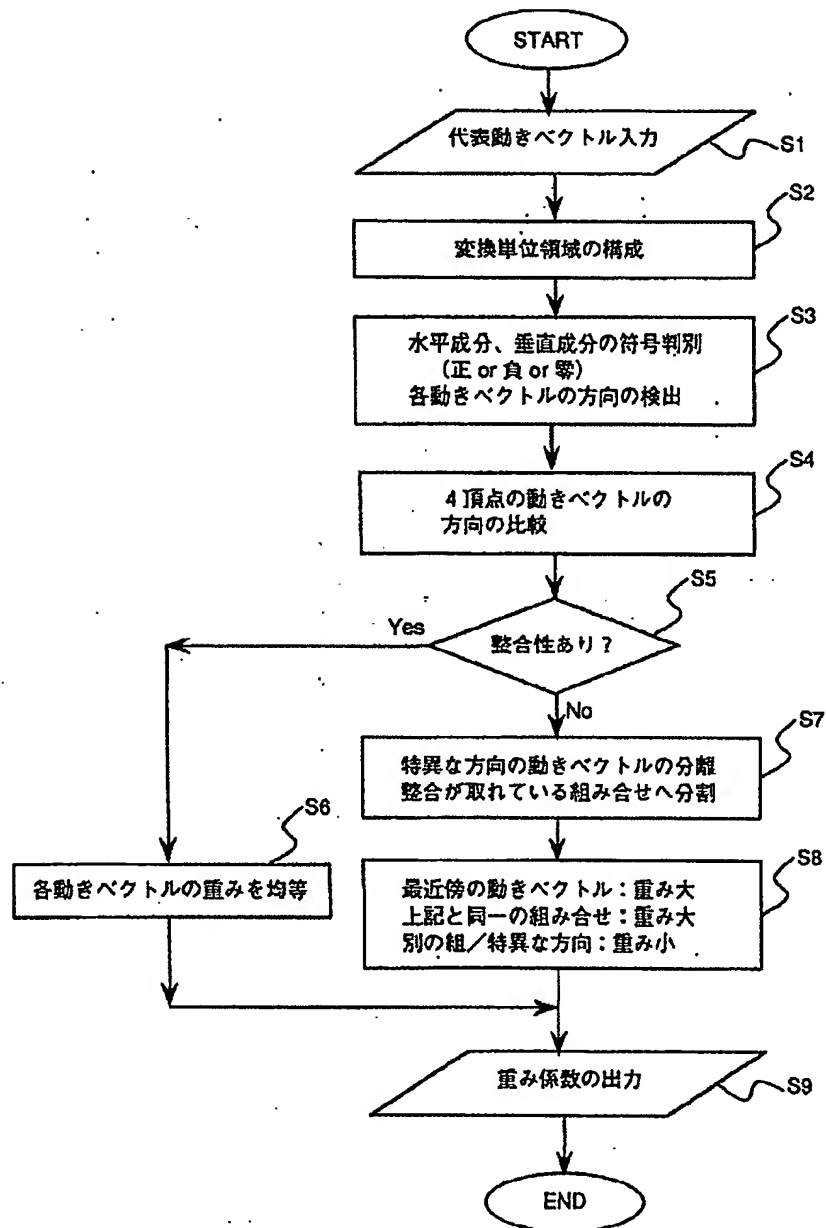 START
代表動きベクトル入力
S1
S2
変換単位領域の構成
S3
水平成分、垂直成分の符号判別
(正 or 負 or 零)
各動きベクトルの方向の検出
S4
4頂点の動きベクトルの
方向の比較
S5
整合性あり?
Yes
No
S7
特異な方向の動きベクトルの分離
整合が取れている組み合せへ分割
S6
各動きベクトルの重みを均等
S8
最近傍の動きベクトル:重み大
上記と同一の組み合せ:重み大
別の組/特異な方向:重み小
重み係数の出力
S9
END